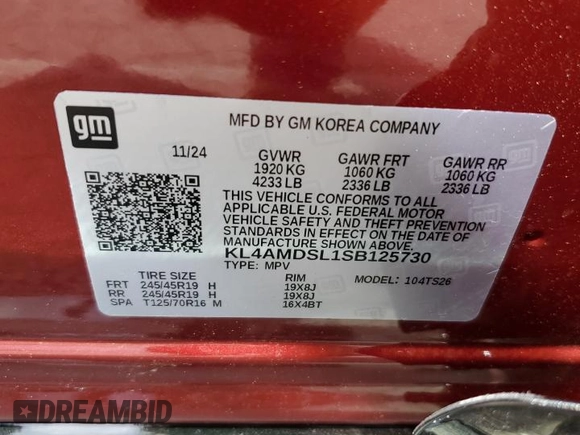 gm
MFD BY GM KOREA COMPANY
11/24 GVWR GAWR FRT GAWR RR
1920 KG 1060 KG 1060 KG
4233 LB 2336 LB 2336 LB
THIS VEHICLE CONFORMS TO ALL
APPLICABLE U.S. FEDERAL MOTOR
VEHICLE SAFETY AND THEFT PREVENTION
STANDARDS IN EFFECT ON THE DATE OF
MANUFACTURE SHOWN ABOVE.
KL4AMDSL1SB125730
TYPE: MPV MODEL: 104TS26
TIRE SIZE RIM
FRT 245/45R19 H 19X8J
RR 245/45R19 H 19X8J
SPA T125/70R16 M 16X4BT
DREAMBID